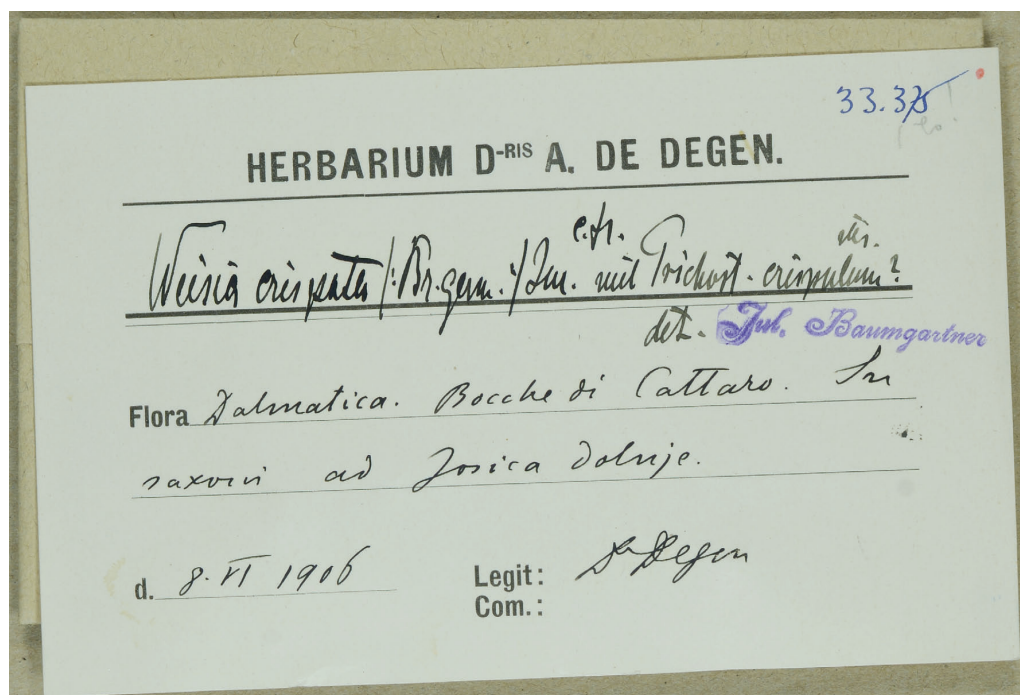 33.375
HERBARIUM D-RIS A. DE DEGEN.
c.fr.
Weisia crispata /:Br. germ.:/ Jur. mit Trichost. crispulum?
det. Jul. Baumgartner
Flora Dalmatica. Bocche di Cattaro. In
saxosis ad Josica dolnje.
d. 8. VI 1906
Legit: Dr Degen
Com.: